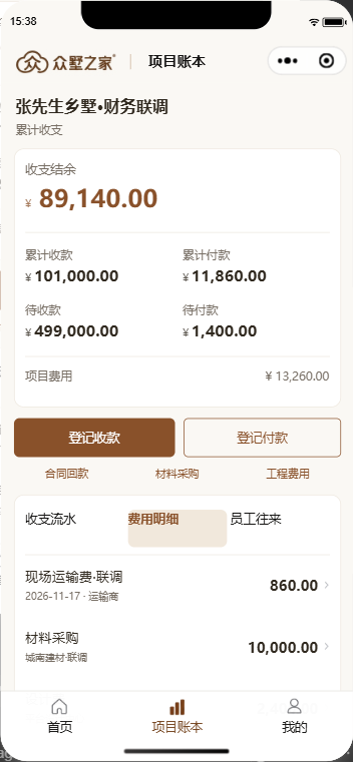 15:38
众墅之家 项目账本
张先生乡墅·财务联调
累计收支
收支结余
¥ 89,140.00
累计收款 累计付款
¥ 101,000.00 ¥ 11,860.00
待收款 待付款
¥ 499,000.00 ¥ 1,400.00
项目费用 ¥ 13,260.00
登记收款 登记付款
合同回款 材料采购 工程费用
收支流水 费用明细 员工往来
现场运输费·联调 860.00
2026-11-17 · 运输商
材料采购 10,000.00
城南建材·联调
首页 项目账本 我的